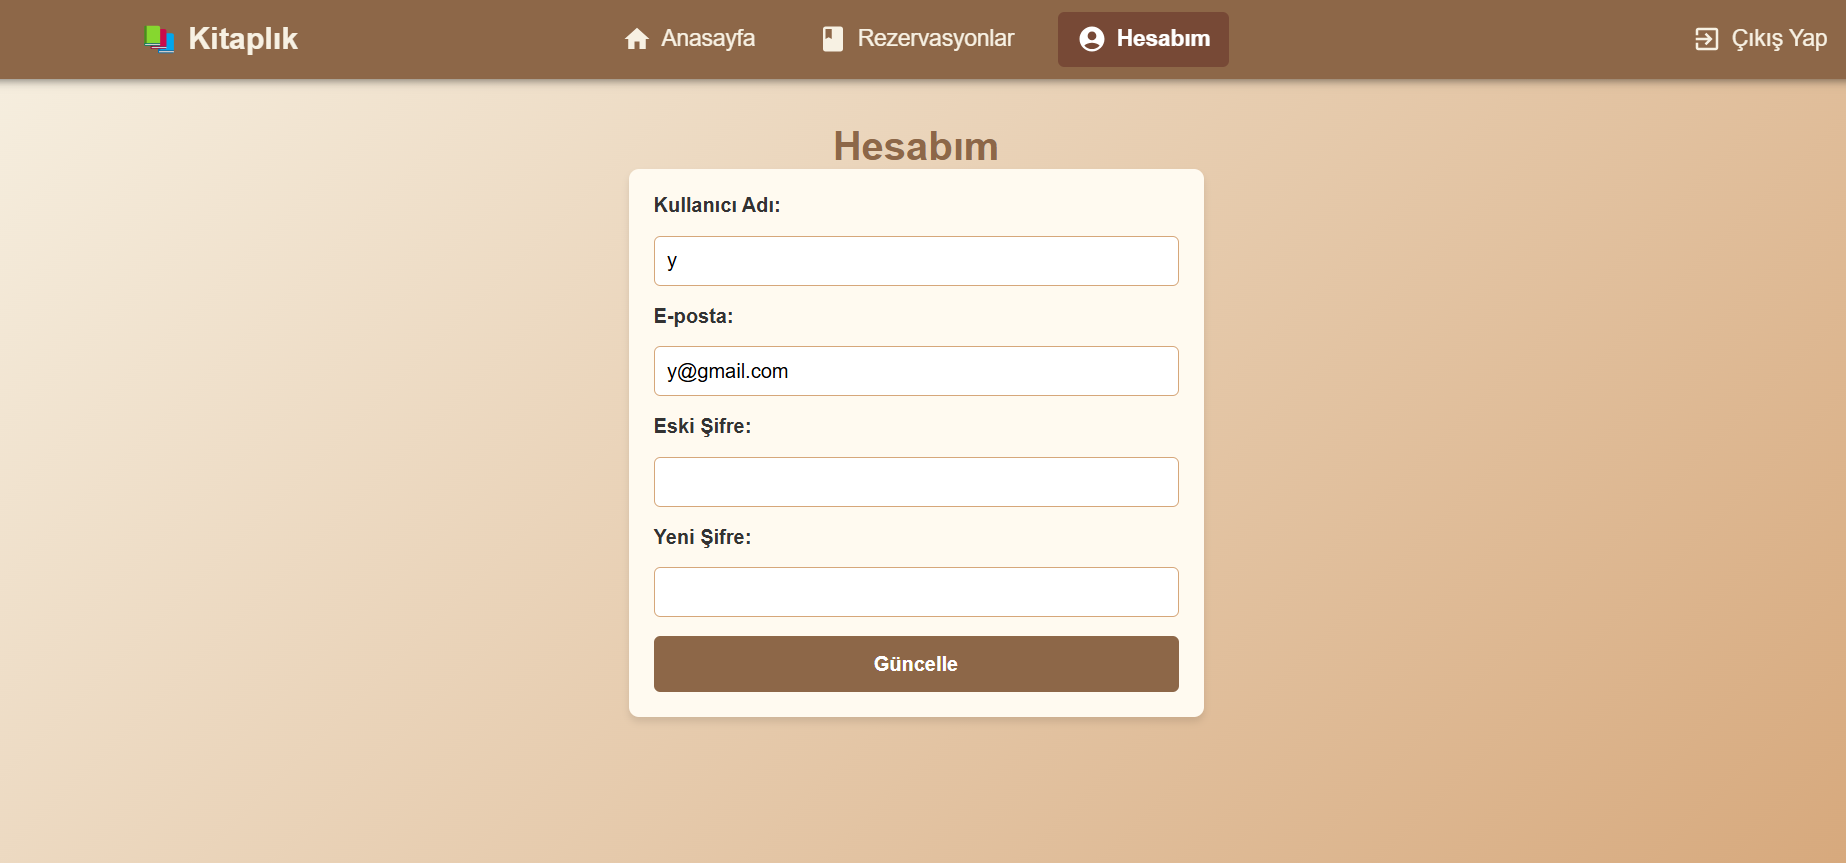 Kitaplık
Anasayfa
Rezervasyonlar
Hesabım
Çıkış Yap
Hesabım
Kullanıcı Adı:
y
E-posta:
y@gmail.com
Eski Şifre:
Yeni Şifre:
Güncelle